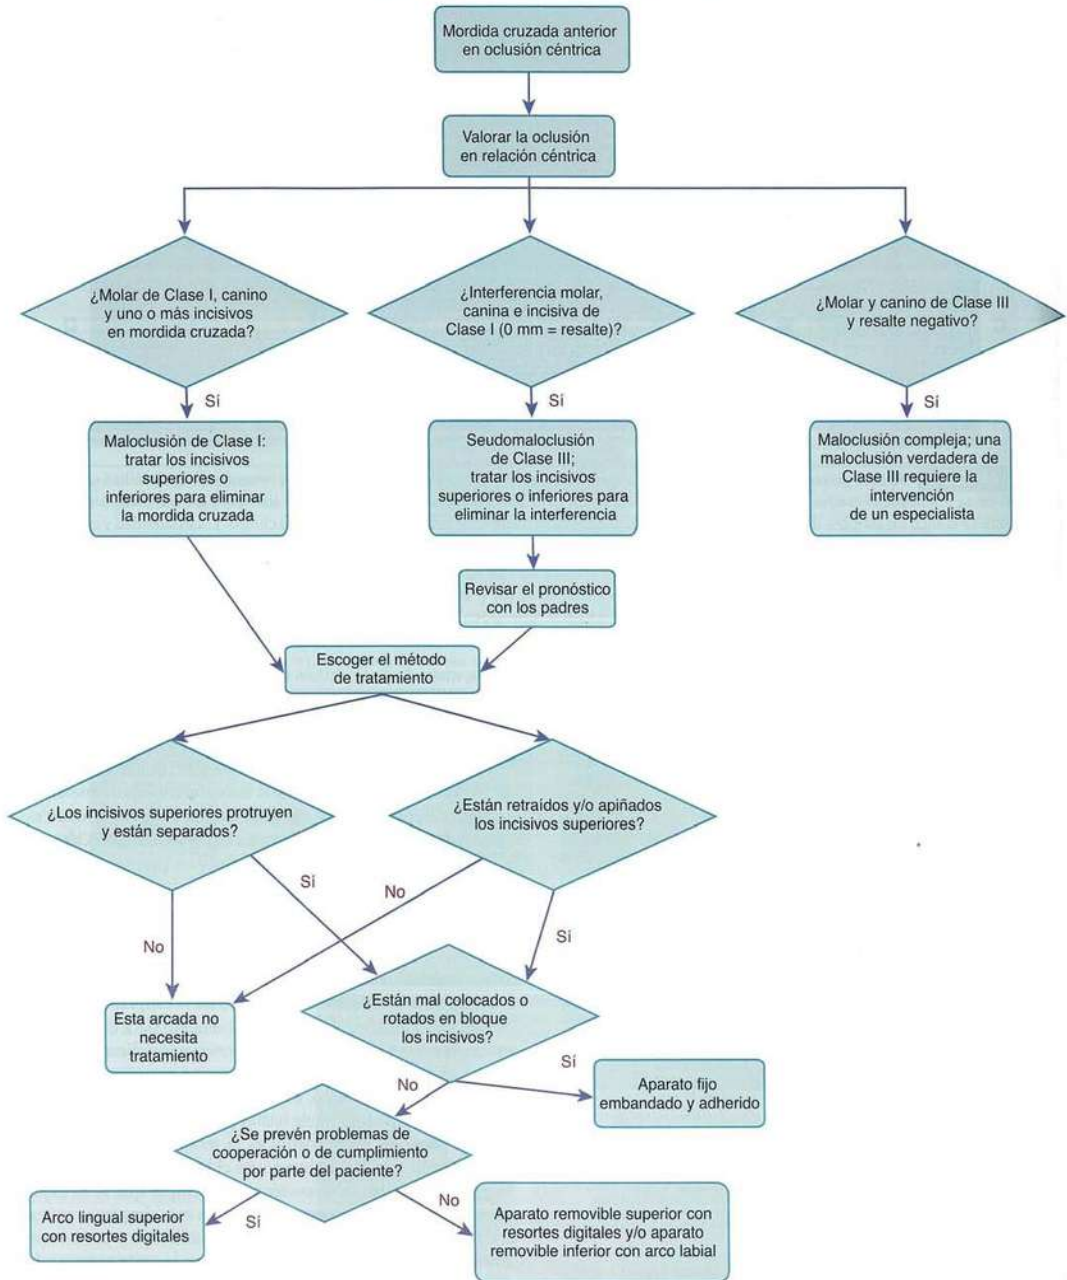 Mordida cruzada anterior
en oclusión céntrica
Valorar la oclusión
en relación céntrica
¿Molar de Clase I, canino
y uno o más incisivos
en mordida cruzada?
¿Interferencia molar,
canina e incisiva de
Clase I (0 mm = resalte)?
¿Molar y canino de Clase III
y resalte negativo?
Sí
Sí
Sí
Maloclusión de Clase I:
tratar los incisivos
superiores o
inferiores para eliminar
la mordida cruzada
Seudomaloclusión
de Clase III;
tratar los incisivos
superiores o inferiores para
eliminar la interferencia
Maloclusión compleja; una
maloclusión verdadera de
Clase III requiere la
intervención
de un especialista
Revisar el pronóstico
con los padres
Escoger el método
de tratamiento
¿Los incisivos superiores protruyen
y están separados?
¿Están retraídos y/o apiñados
los incisivos superiores?
Sí
No
No
Sí
Esta arcada no
necesita
tratamiento
¿Están mal colocados o
rotados en bloque
los incisivos?
Sí
No
Aparato fijo
embandado y adherido
¿Se prevén problemas de
cooperación o de cumplimiento
por parte del paciente?
Sí
No
Arco lingual superior
con resortes digitales
Aparato removible superior con
resortes digitales y/o aparato
removible inferior con arco labial